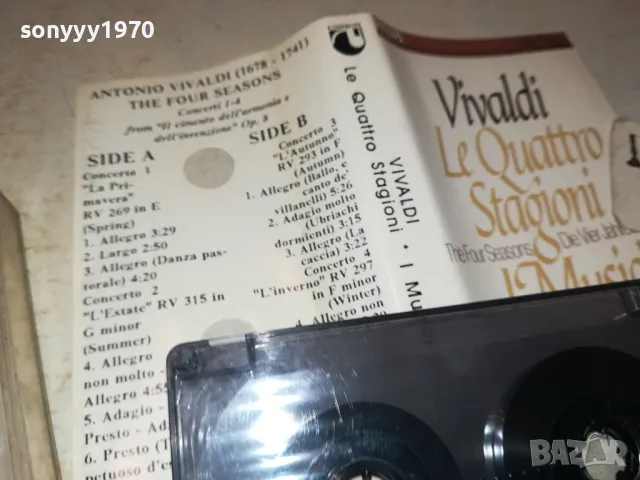 sonyyy1970
ANTONIO VIVALDI (1678 - 1741)
THE FOUR SEASONS
Concerti 1-4
from "Il cimento dell'armonia e
dell'invenzione" Op. 8
SIDE A
Concerto 1
"La Pri-
mavera"
RV 269 in E
(Spring)
1. Allegro 3:29
2. Largo 2:50
3. Allegro (Danza pas-
torale) 4:20
Concerto 2
"L'Estate" RV 315 in
G minor
(Summer)
4. Allegro
non molto -
Allegro 4:55
5. Adagio -
Presto - Ad
6. Presto (T
petuoso d'es
SIDE B
Concerto 3
"L'Autunno"
RV 293 in F
(Autumn)
1. Allegro (Ballo, e
canto de'
villanelli) 5:26
2. Adagio molto
(Ubriachi
dormienti) 3:15
3. Allegro (La
caccia) 3:22
Concerto 4
"L'inverno" RV 297
in F minor
(Winter)
4. Allegro non
VIVALDI • I Mu
Le Quattro Stagioni
Vivaldi
Le Quattro
Stagioni
The Four Seasons
Die Vier Jah
I Music
BAZAR
bazar.bg